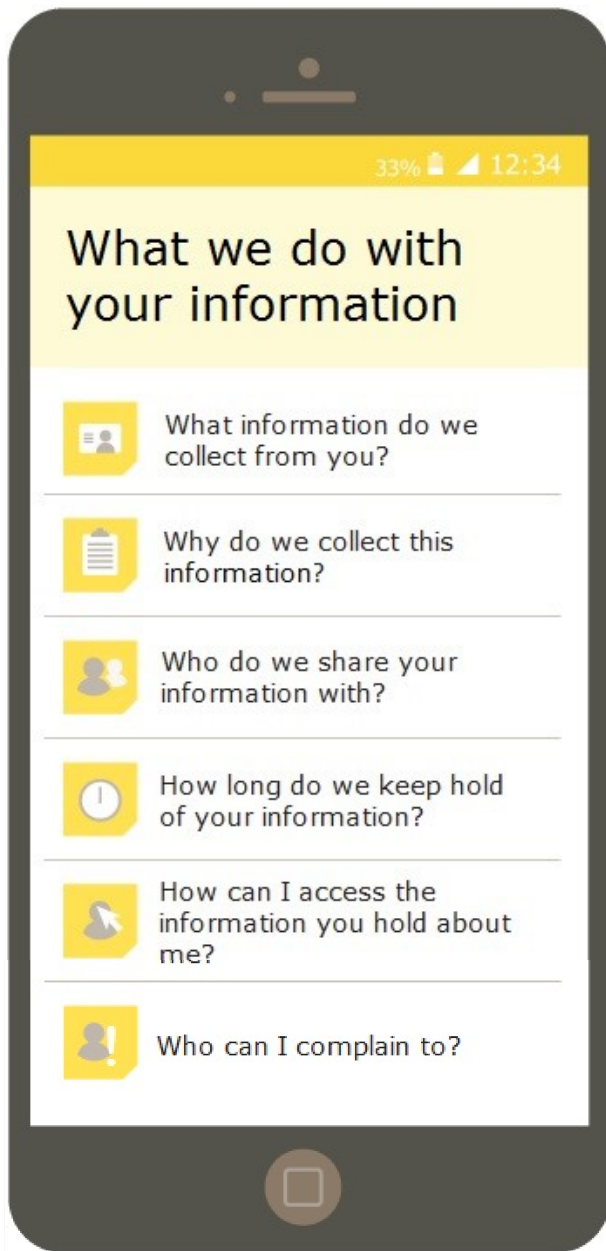 33% 12:34
What we do with
your information
What information do we
collect from you?
Why do we collect this
information?
Who do we share your
information with?
How long do we keep hold
of your information?
How can I access the
information you hold about
me?
Who can I complain to?